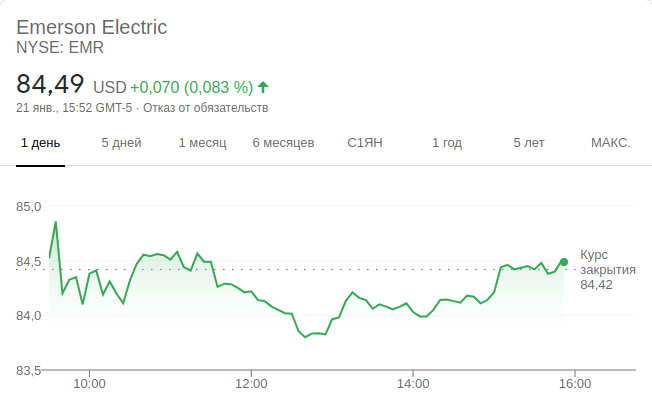 Emerson Electric
NYSE: EMR
84,49 USD +0,070 (0,083 %)
21 янв., 15:52 GMT-5 · Отказ от обязательств
1 день 5 дней 1 месяц 6 месяцев С1ЯН 1 год 5 лет МАКС.
85,0
84,5
84,0
83,5
Курс
закрытия
84,42
10:00 12:00 14:00 16:00